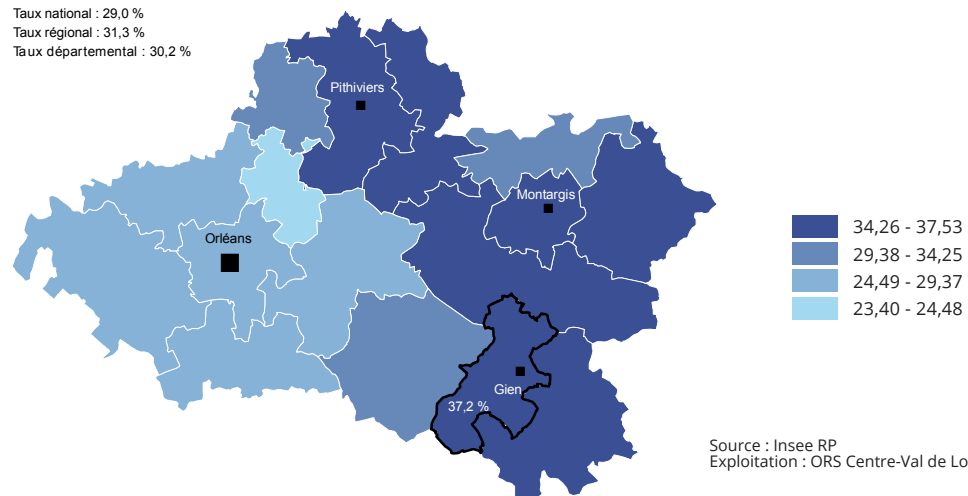 Taux national : 29,0 %
Taux régional : 31,3 %
Taux départemental : 30,2 %
Pithiviers
Montargis
Orléans
34,26 - 37,53
29,38 - 34,25
24,49 - 29,37
23,40 - 24,48
Gien
37,2 %
Source : Insee RP
Exploitation : ORS Centre-Val de Lo